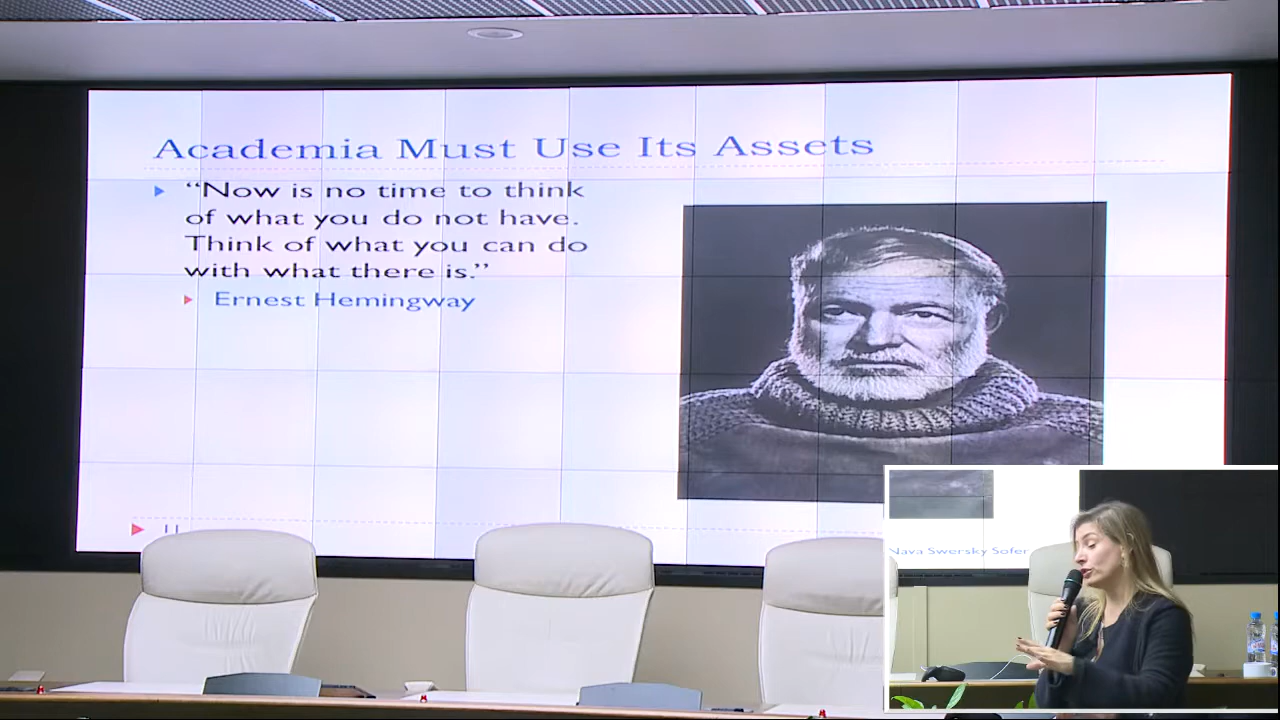 Academia Must Use Its Assets
“Now is no time to think
of what you do not have.
Think of what you can do
with what there is.”
Ernest Hemingway
11
Nava Swersky Sofer